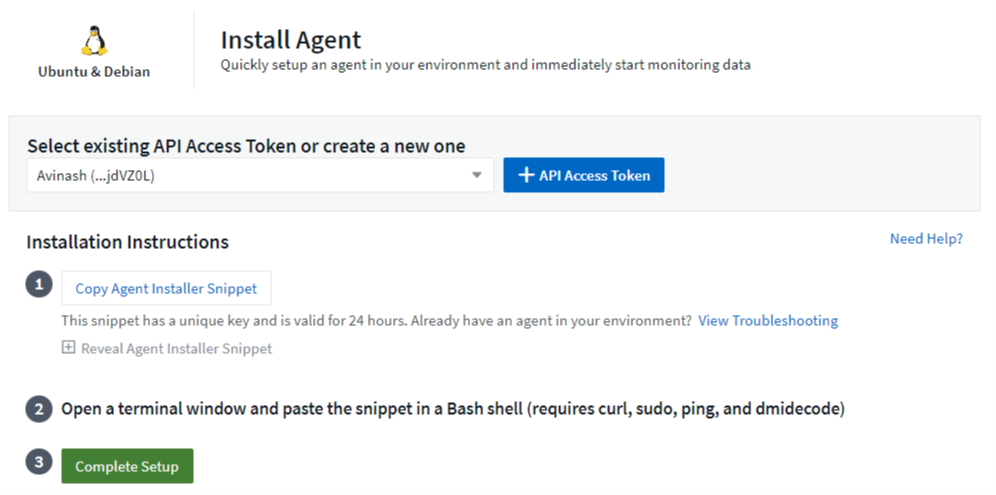 Ubuntu & Debian
Install Agent
Quickly setup an agent in your environment and immediately start monitoring data
Select existing API Access Token or create a new one
Avinash (...jdVZ0L)
+ API Access Token
Installation Instructions
Need Help?
1
Copy Agent Installer Snippet
This snippet has a unique key and is valid for 24 hours. Already have an agent in your environment? View Troubleshooting
Reveal Agent Installer Snippet
2 Open a terminal window and paste the snippet in a Bash shell (requires curl, sudo, ping, and dmidecode)
3 Complete Setup